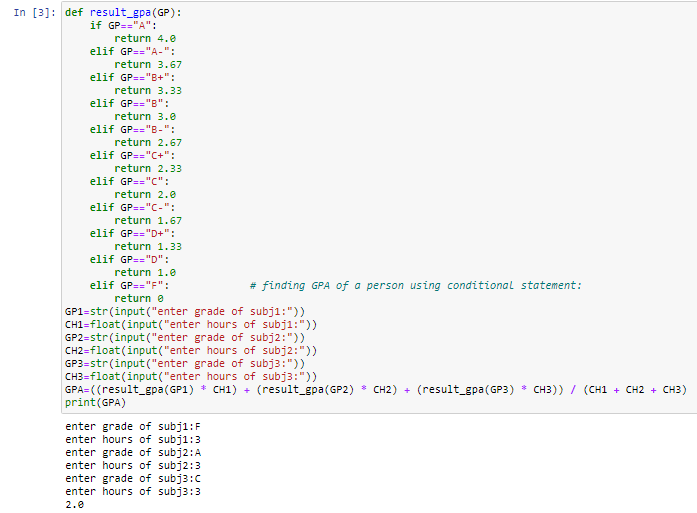 In [3]: def result_gpa(GP):
if GP=="A":
return 4.0
elif GP=="A-":
return 3.67
elif GP=="B+":
return 3.33
elif GP=="B":
return 3.0
elif GP=="B-":
return 2.67
elif GP=="C+":
return 2.33
elif GP=="C":
return 2.0
elif GP=="C-":
return 1.67
elif GP=="D+":
return 1.33
elif GP=="D":
return 1.0
elif GP=="F": # finding GPA of a person using conditional statement:
return 0
GP1=str(input("enter grade of subj1:"))
CH1=float(input("enter hours of subj1:"))
GP2=str(input("enter grade of subj2:"))
CH2=float(input("enter hours of subj2:"))
GP3=str(input("enter grade of subj3:"))
CH3=float(input("enter hours of subj3:"))
GPA=((result_gpa(GP1) * CH1) + (result_gpa(GP2) * CH2) + (result_gpa(GP3) * CH3)) / (CH1 + CH2 + CH3)
print(GPA)
enter grade of subj1:F
enter hours of subj1:3
enter grade of subj2:A
enter hours of subj2:3
enter grade of subj3:C
enter hours of subj3:3
2.0